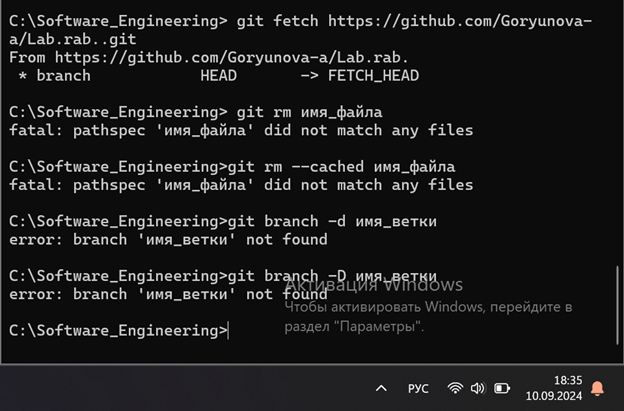 C:\Software_Engineering> git fetch https://github.com/Goryunova-
a/Lab.rab..git
From https://github.com/Goryunova-a/Lab.rab.
 * branch            HEAD       -> FETCH_HEAD
C:\Software_Engineering> git rm имя_файла
fatal: pathspec 'имя_файла' did not match any files
C:\Software_Engineering>git rm --cached имя_файла
fatal: pathspec 'имя_файла' did not match any files
C:\Software_Engineering>git branch -d имя_ветки
error: branch 'имя_ветки' not found
C:\Software_Engineering>git branch -D имя_ветки
error: branch 'имя_ветки' not found
C:\Software_Engineering>
Активация Windows
Чтобы активировать Windows, перейдите в
раздел "Параметры".
РУС
18:35
10.09.2024